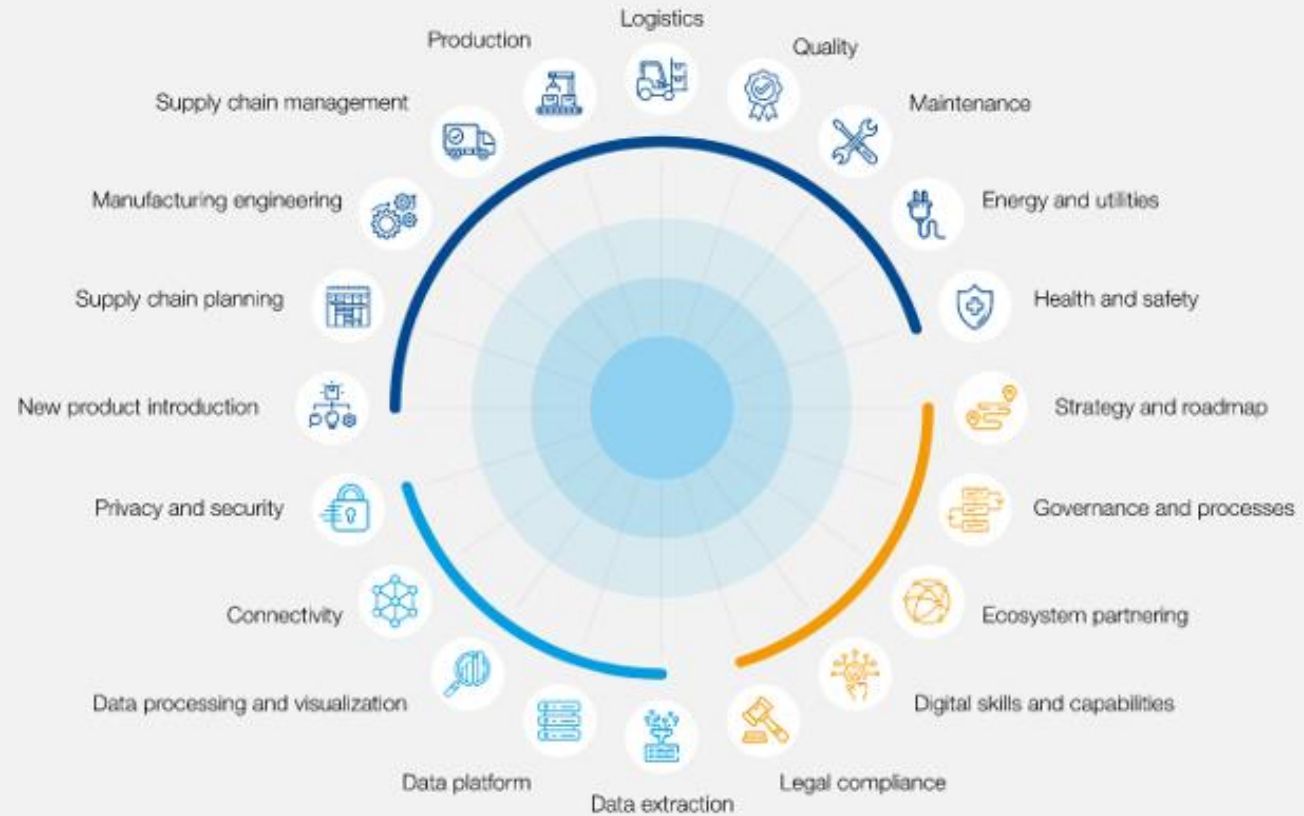 Logistics
Production
Quality
Supply chain management
Maintenance
Manufacturing engineering
Energy and utilities
Supply chain planning
Health and safety
New product introduction
Strategy and roadmap
Privacy and security
Governance and processes
Connectivity
Ecosystem partnering
Data processing and visualization
Digital skills and capabilities
Data platform
Legal compliance
Data extraction